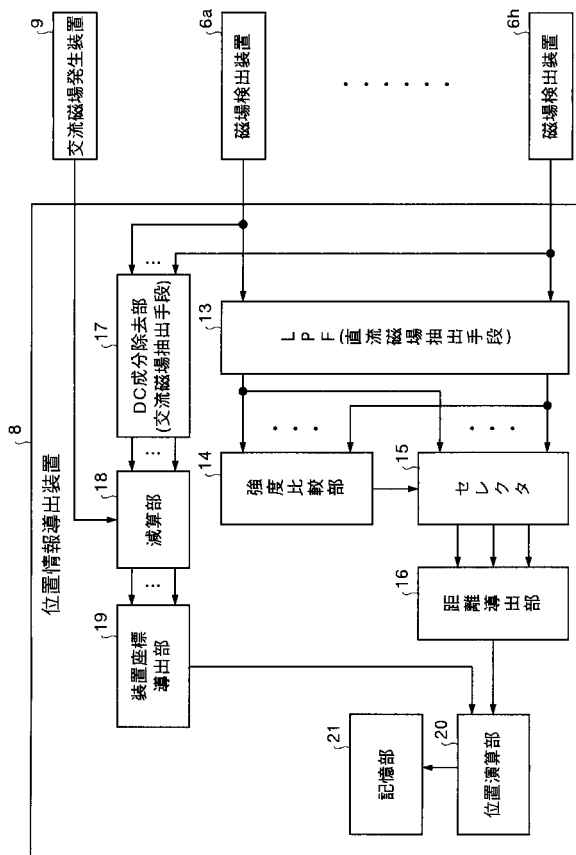 8
位置情報導出装置
9
交流磁場発生装置
6a
磁場検出装置
6h
磁場検出装置
17
DC成分除去部
(交流磁場抽出手段)
13
LPF(直流磁場抽出手段)
18
減算部
14
強度比較部
15
セレクタ
19
装置座標
導出部
16
距離導出部
20
位置演算部
21
記憶部